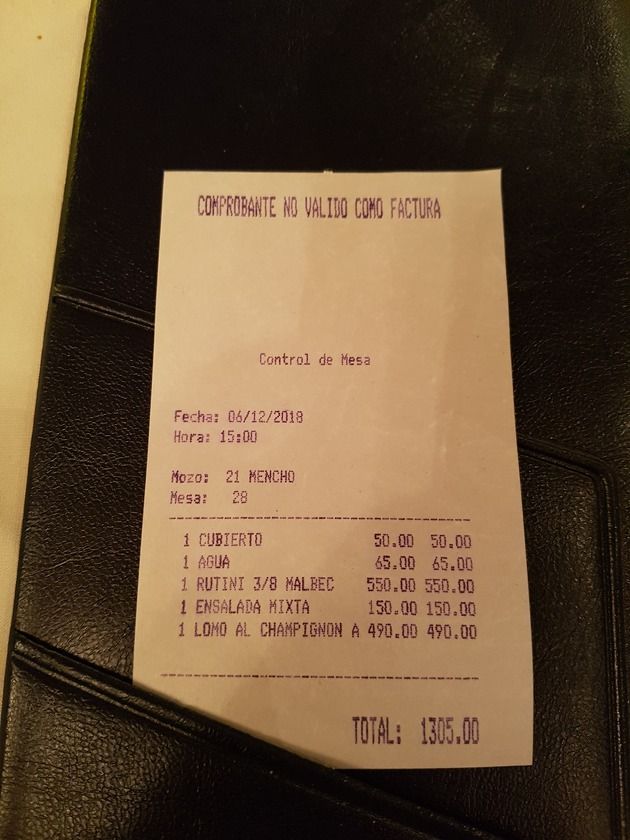 COMPROBANTE NO VALIDO COMO FACTURA
Control de Mesa
Fecha: 06/12/2018
Hora: 15:00
Mozo: 21 MENCHO
Mesa: 28
1 CUBIERTO 50.00 50.00
1 AGUA 65.00 65.00
1 RUTINI 3/8 MALBEC 550.00 550.00
1 ENSALADA MIXTA 150.00 150.00
1 LOMO AL CHAMPIGNON A 490.00 490.00
TOTAL: 1305.00